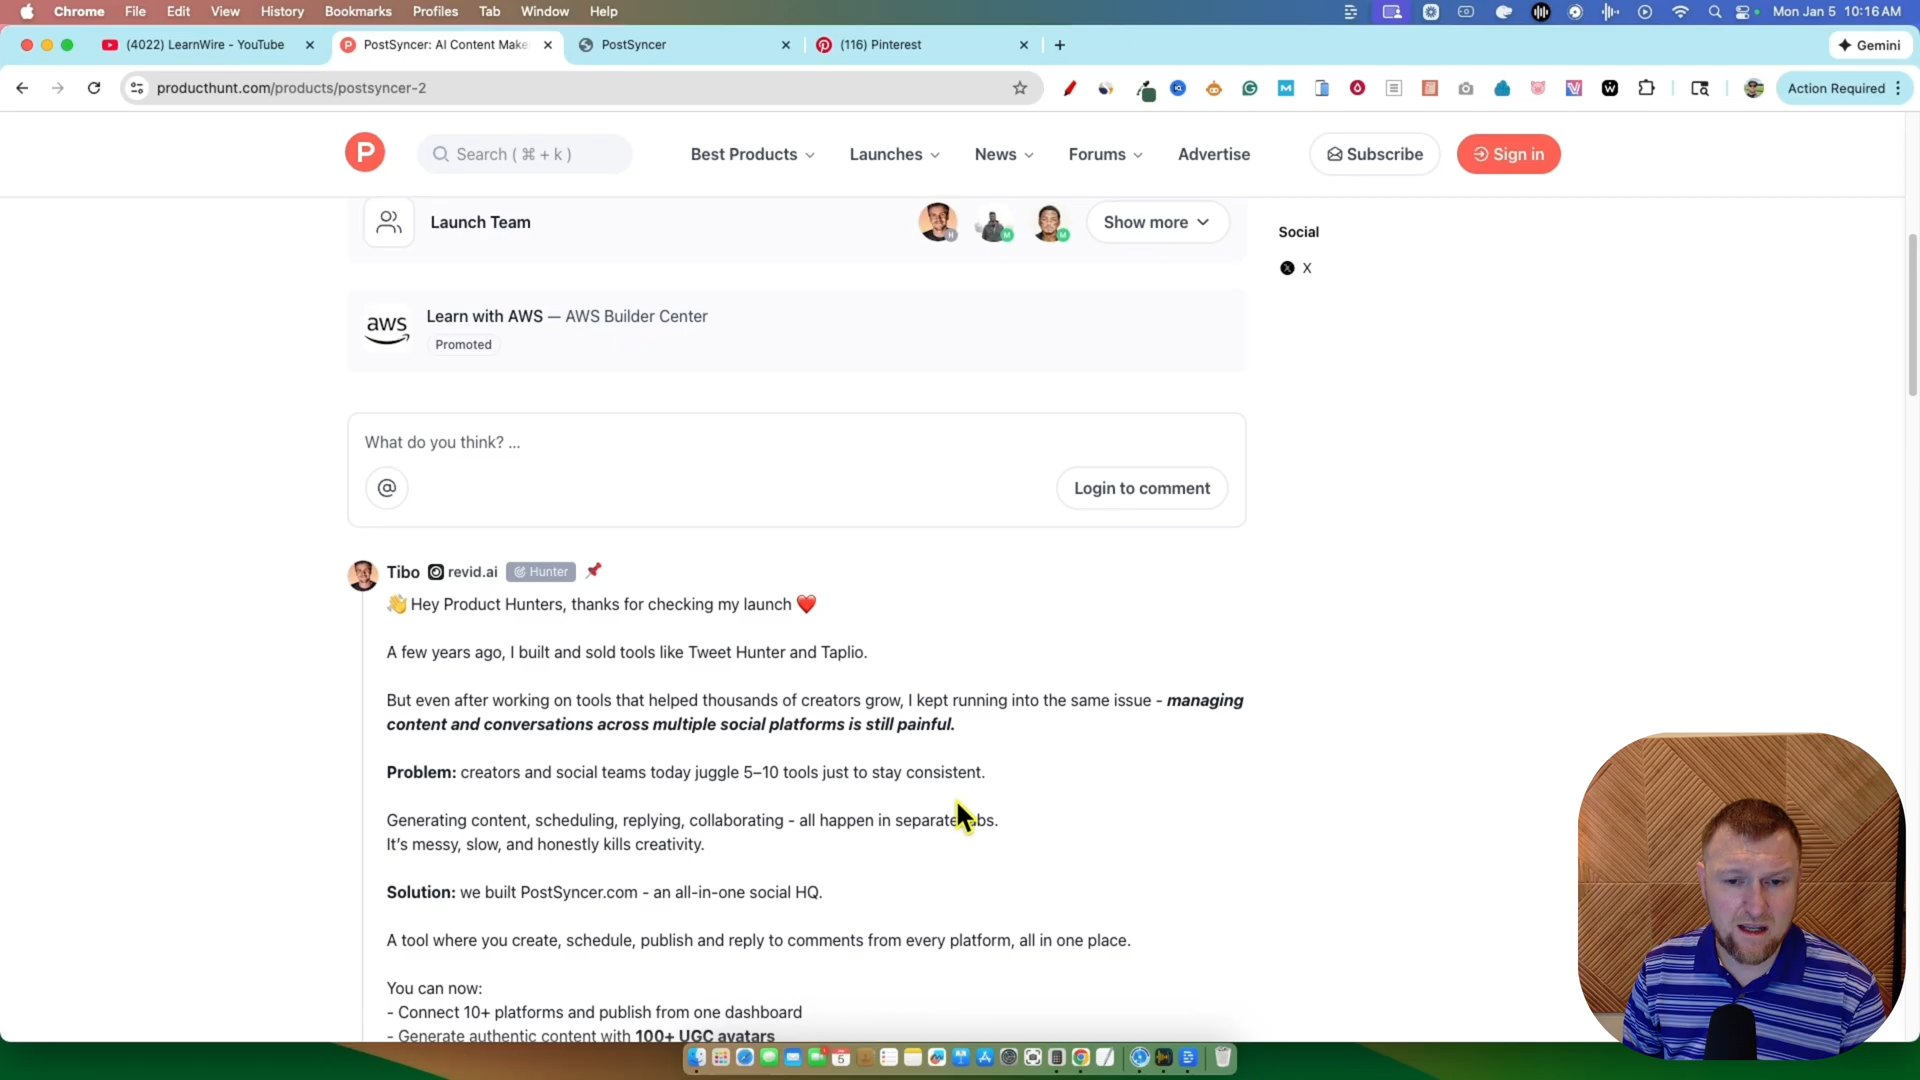 Chrome File Edit View History Bookmarks Profiles Tab Window Help Mon Jan 5 10:16 AM
(4022) LearnWire - YouTube PostSyncer: AI Content Make PostSyncer (116) Pinterest Gemini
producthunt.com/products/postsyncer-2 Action Required
P Search ( ⌘ + k ) Best Products Launches News Forums Advertise Subscribe Sign in
Launch Team Show more
Social
X
aws Learn with AWS — AWS Builder Center
Promoted
What do you think? ...
@ Login to comment
Tibo revid.ai Hunter
👋 Hey Product Hunters, thanks for checking my launch ❤️
A few years ago, I built and sold tools like Tweet Hunter and Taplio.
But even after working on tools that helped thousands of creators grow, I kept running into the same issue - managing
content and conversations across multiple social platforms is still painful.
Problem: creators and social teams today juggle 5–10 tools just to stay consistent.
Generating content, scheduling, replying, collaborating - all happen in separate
It's messy, slow, and honestly kills creativity.
Solution: we built PostSyncer.com - an all-in-one social HQ.
A tool where you create, schedule, publish and reply to comments from every platform, all in one place.
You can now:
- Connect 10+ platforms and publish from one dashboard
- Generate authentic content with 100+ UGC avatars